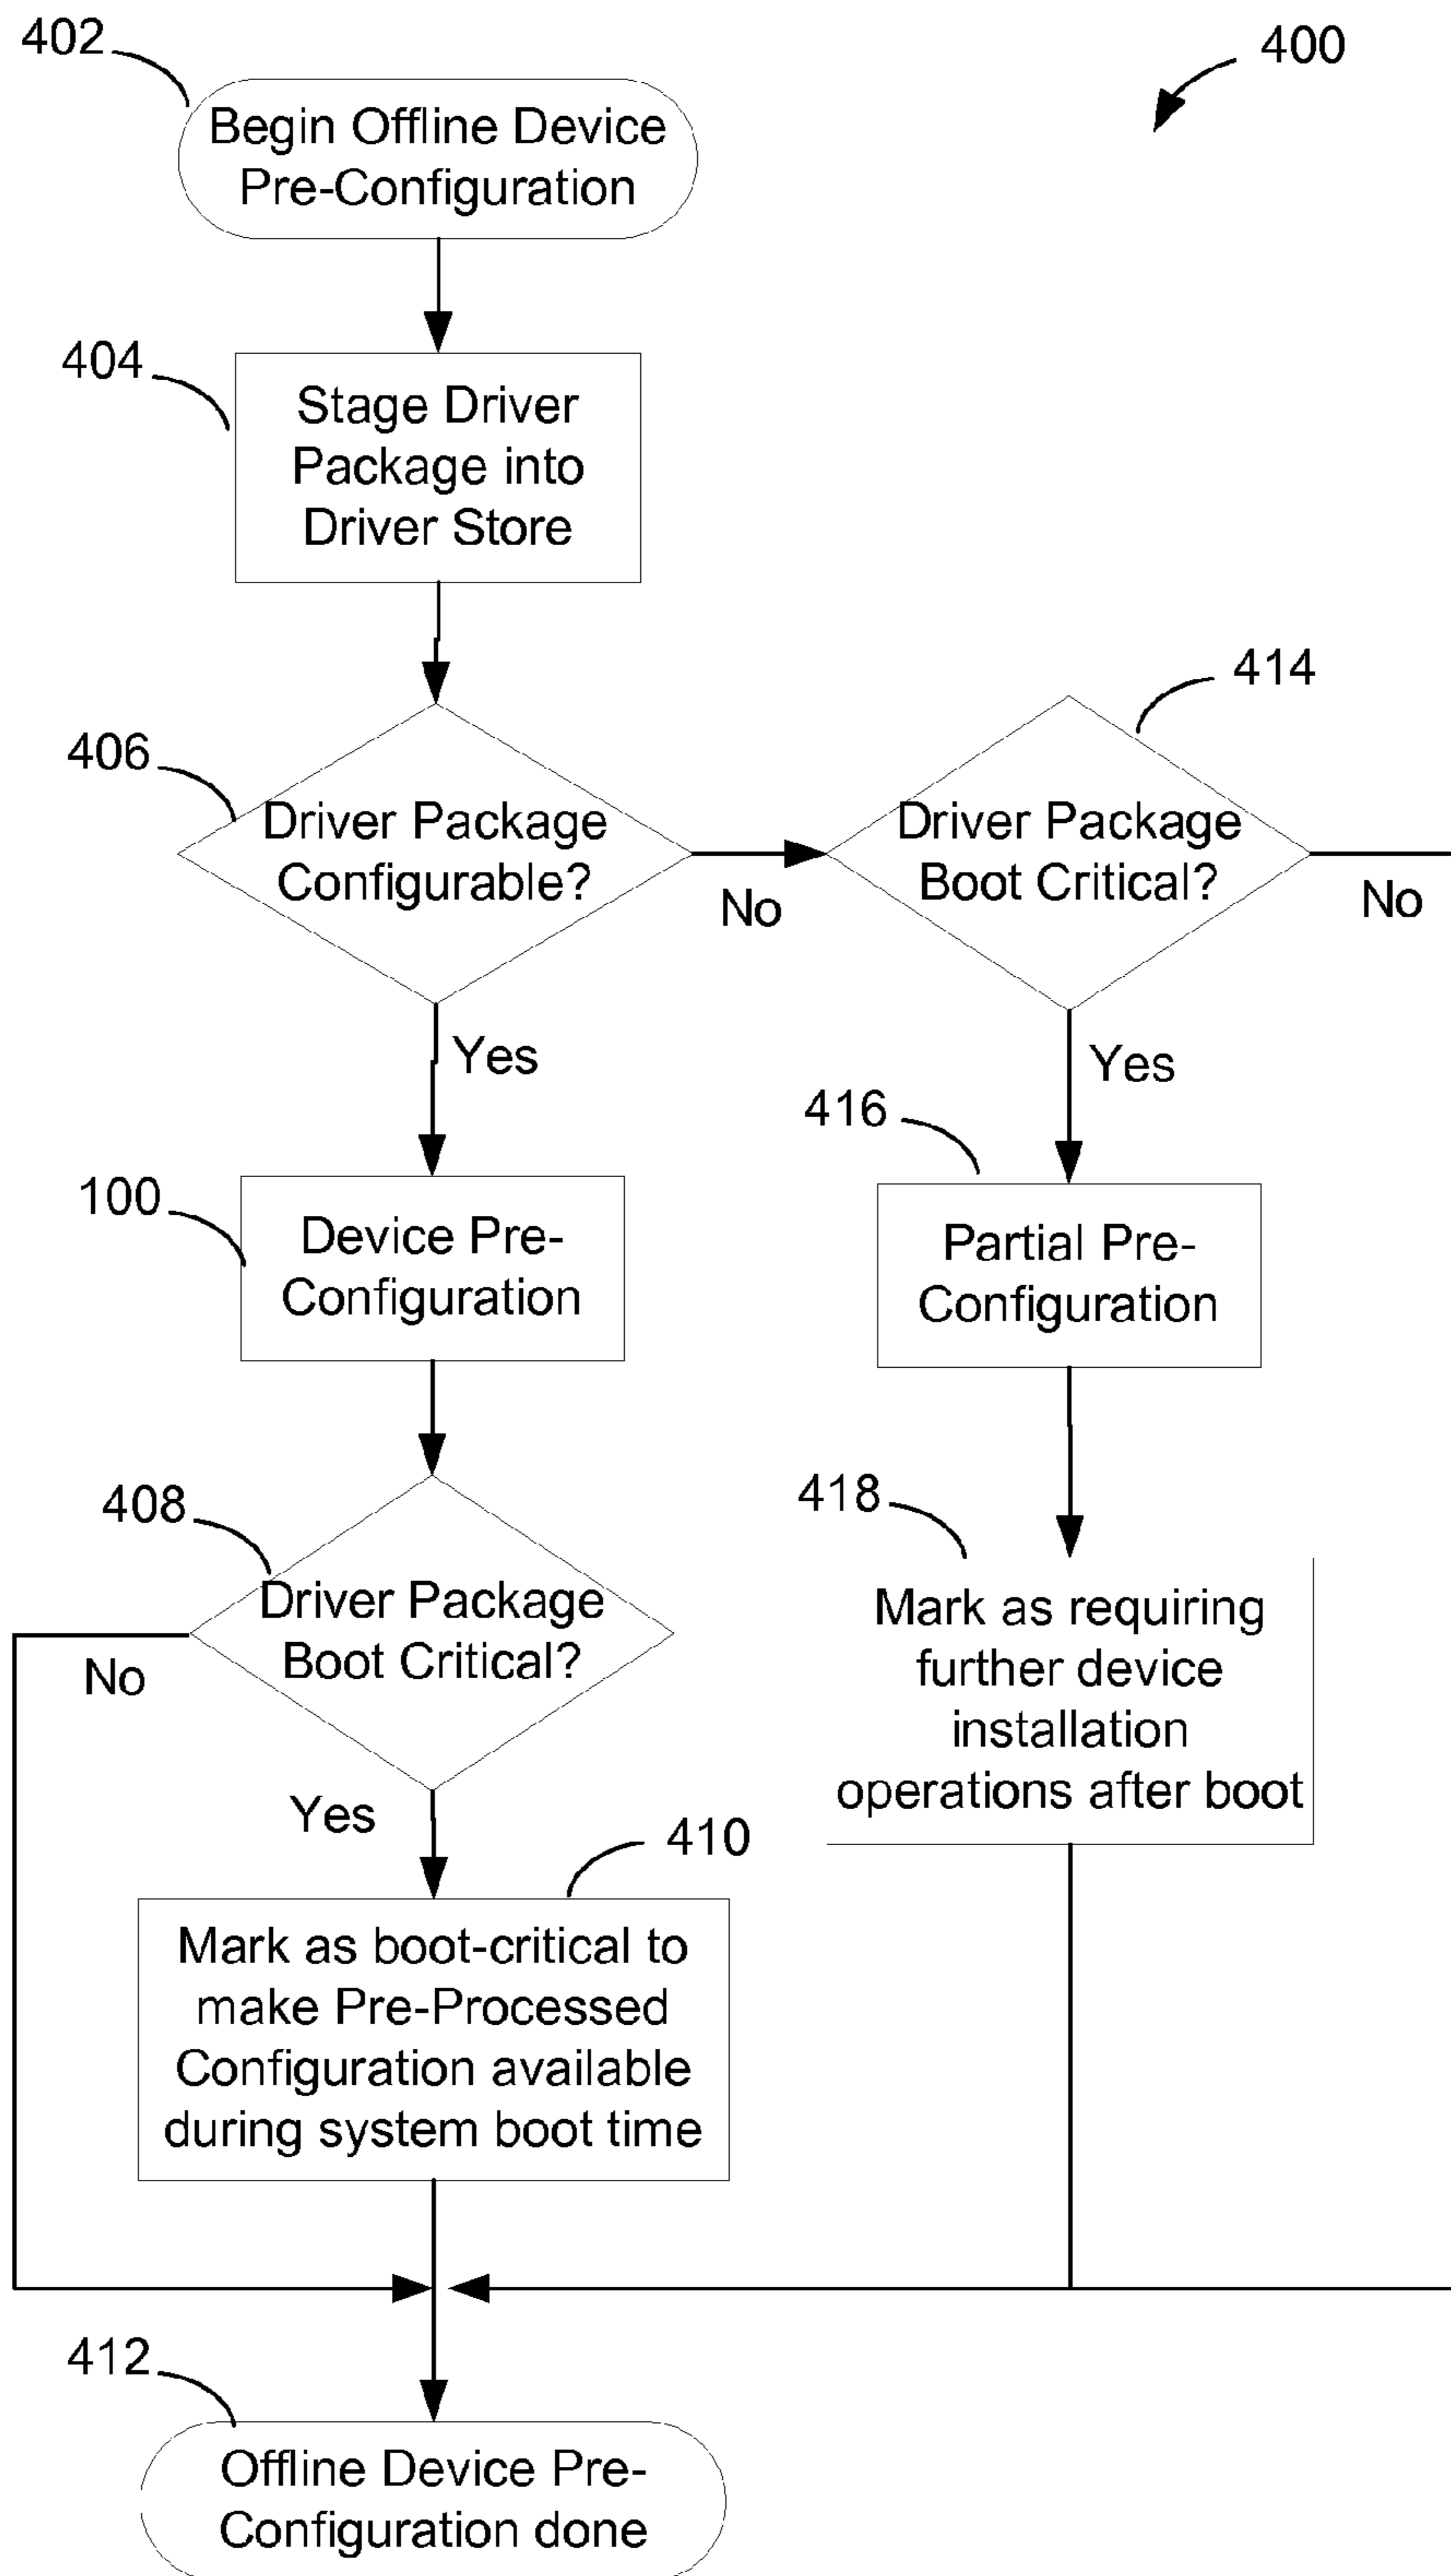 402
400
Begin Offline Device
Pre-Configuration
404
Stage Driver
Package into
Driver Store
414
406
Driver Package
Configurable?
No
Driver Package
Boot Critical?
No
Yes
Yes
416
100
Device Pre-
Configuration
Partial Pre-
Configuration
408
418
Driver Package
Boot Critical?
No
Mark as requiring
further device
installation
operations after boot
Yes
410
Mark as boot-critical to
make Pre-Processed
Configuration available
during system boot time
412
Offline Device Pre-
Configuration done